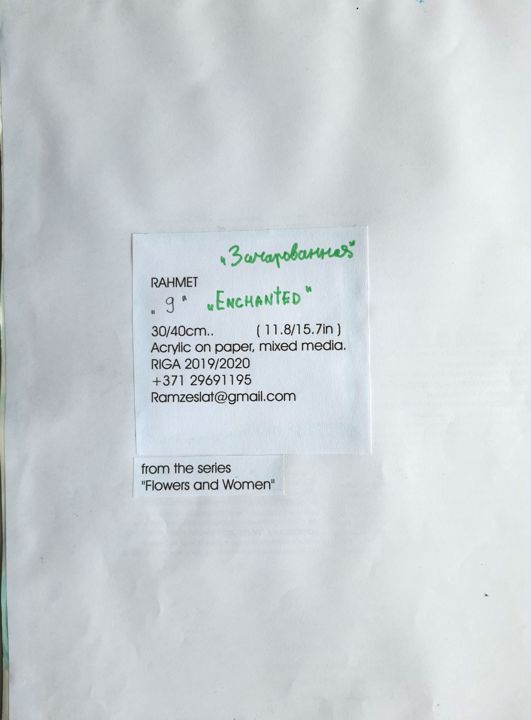 „Зачарованная"
RAHMET
„ 9 " „ENCHANTED"
30/40cm.. ( 11.8/15.7in )
Acrylic on paper, mixed media.
RIGA 2019/2020
+371 29691195
Ramzeslat@gmail.com
from the series
"Flowers and Women"